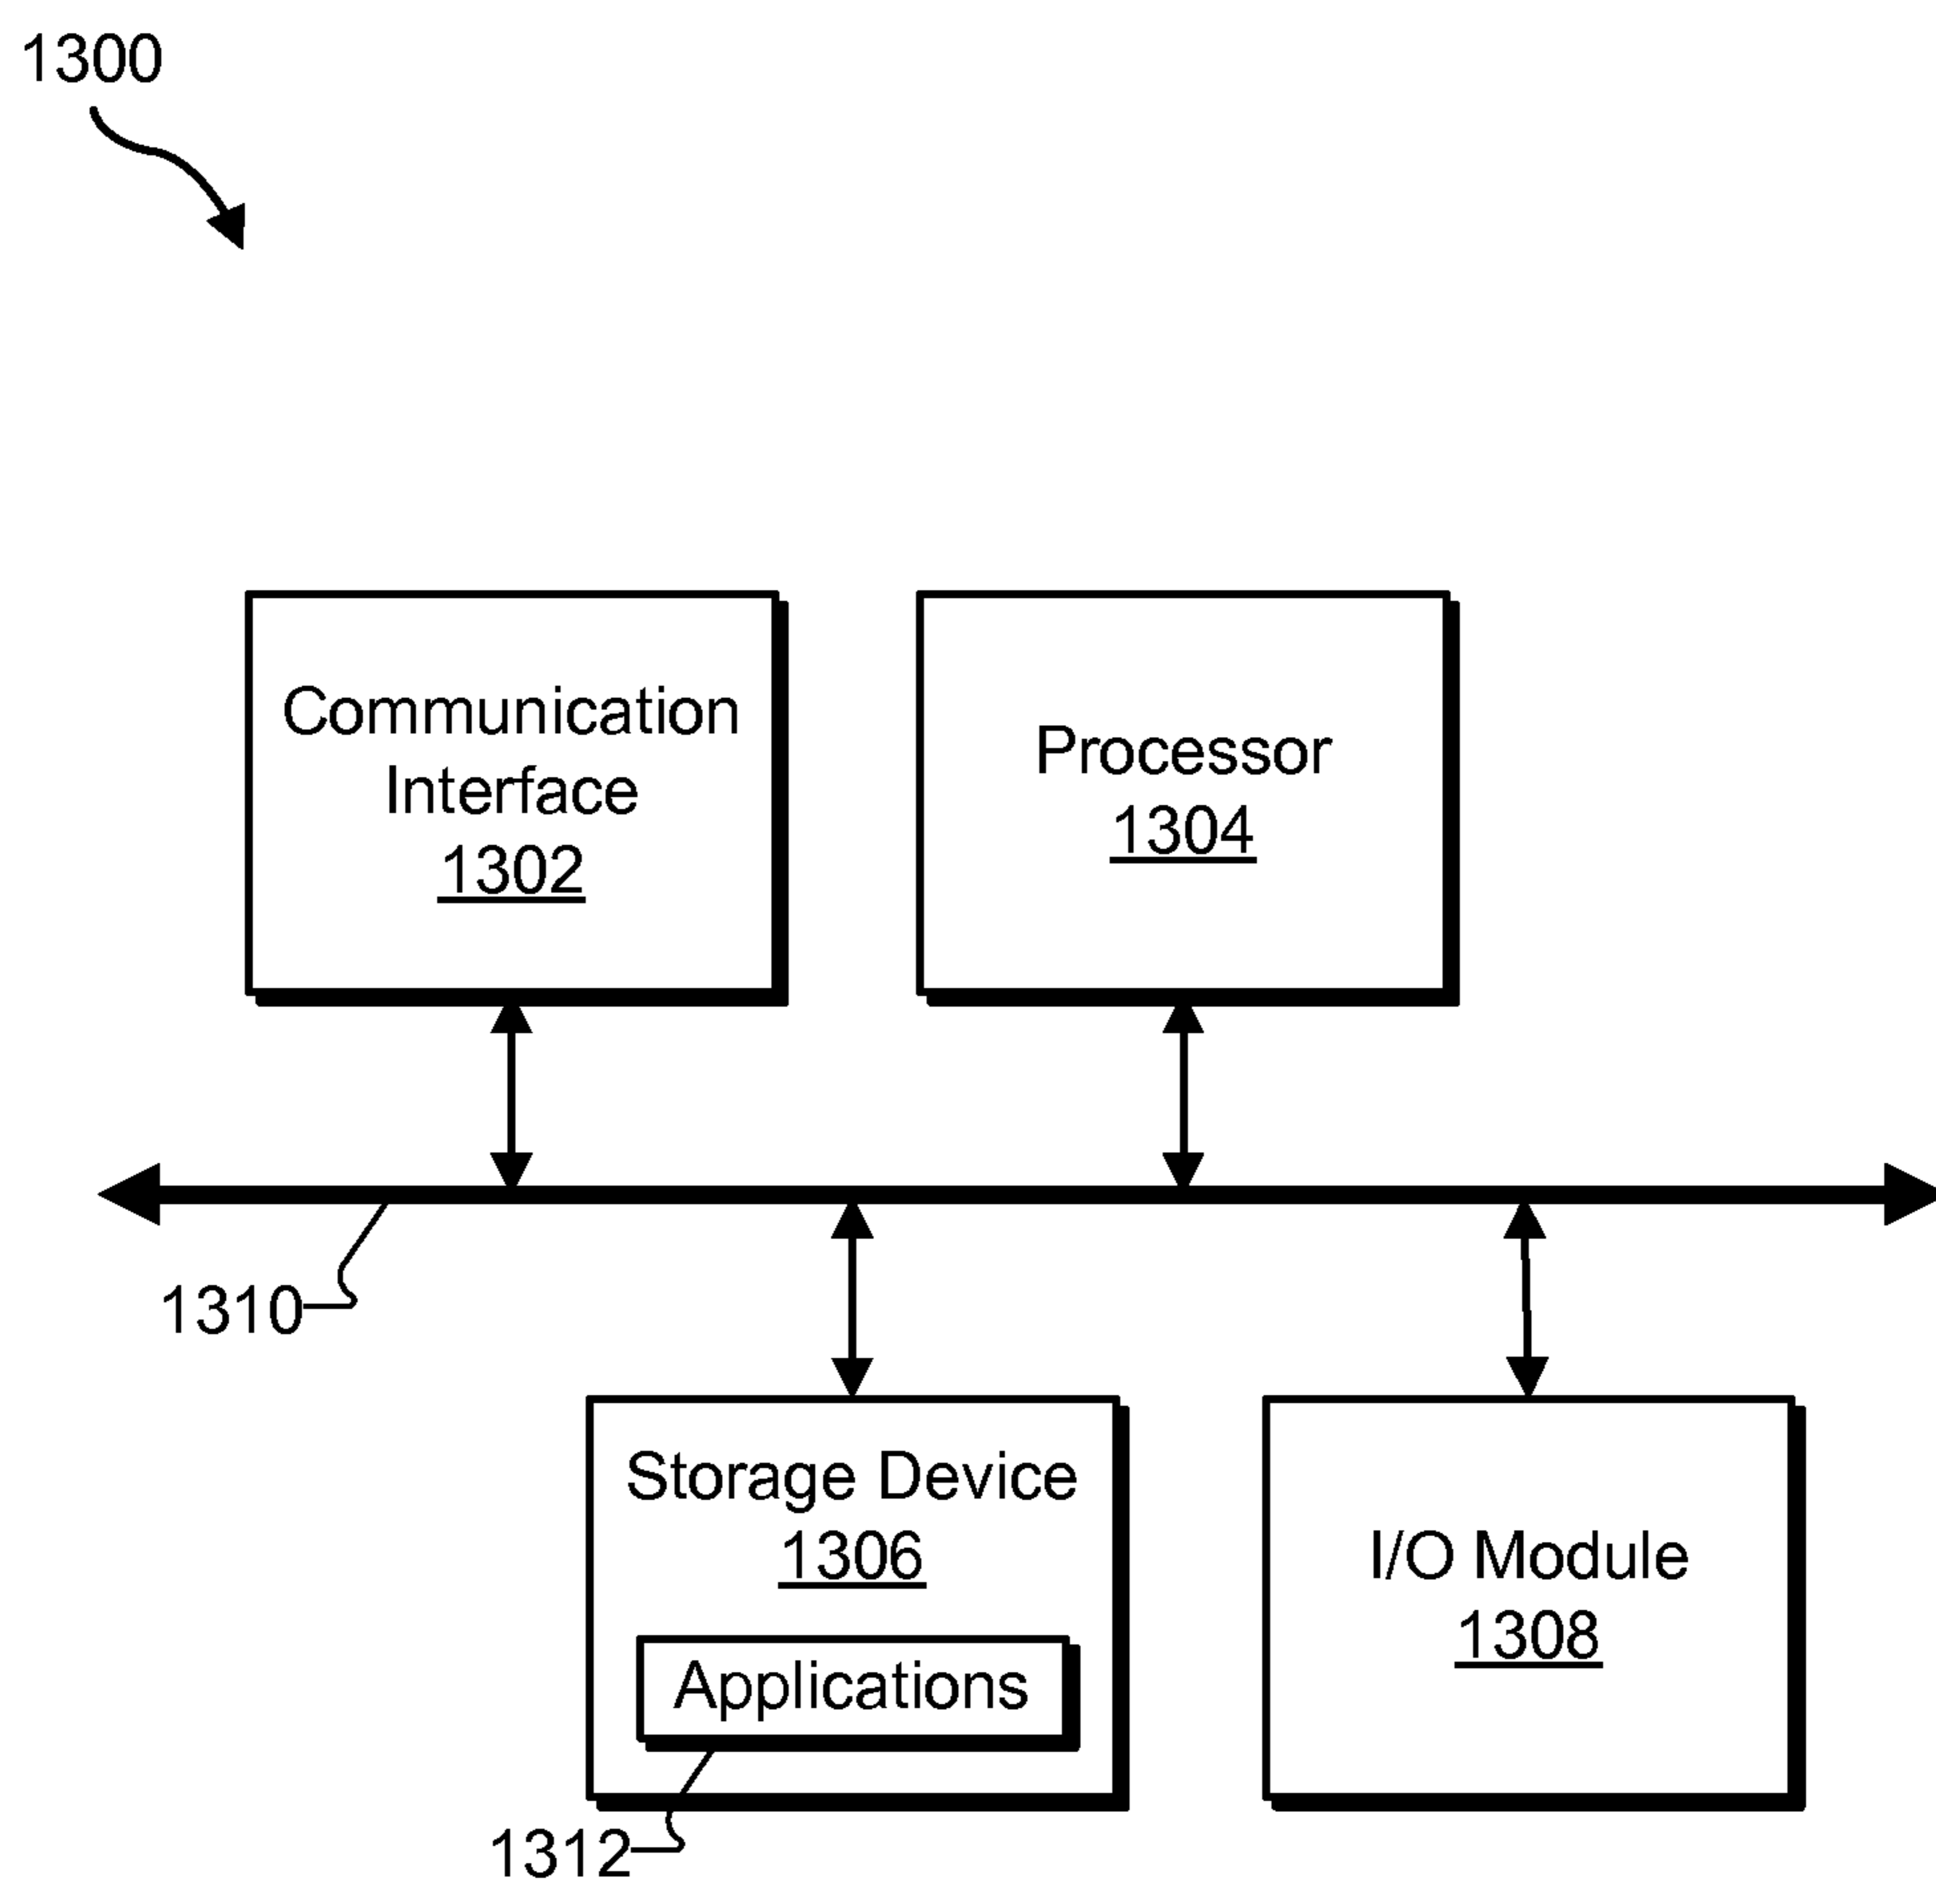 1300
Communication
Interface
1302
Processor
1304
1310
Storage Device
1306
Applications
1312
I/O Module
1308